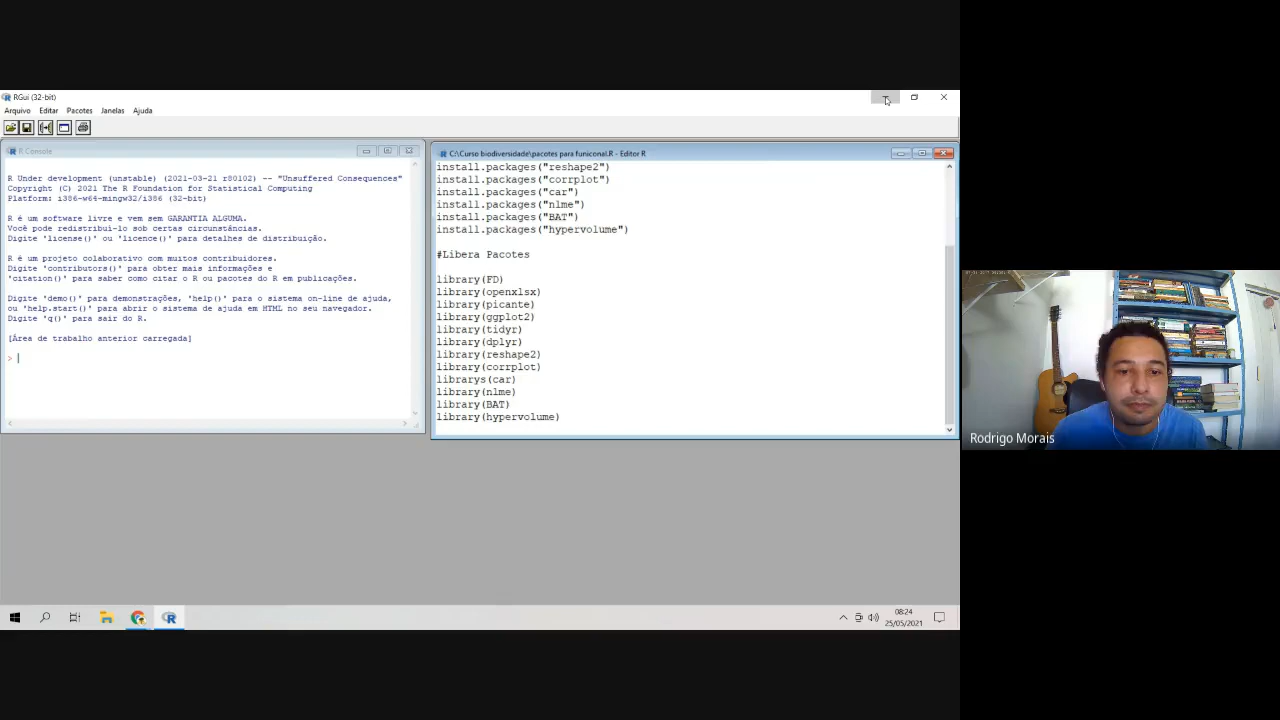 RGui (32-bit)
Arquivo Editar Pacotes Janelas Ajuda
R Console
R Under development (unstable) (2021-03-21 r80102) -- "Unsuffered Consequences"
Copyright (C) 2021 The R Foundation for Statistical Computing
Platform: i386-w64-mingw32/i386 (32-bit)
R é um software livre e vem sem GARANTIA ALGUMA.
Você pode redistribuí-lo sob certas circunstâncias.
Digite 'license()' ou 'licence()' para detalhes de distribuição.
R é um projeto colaborativo com muitos contribuidores.
Digite 'contributors()' para obter mais informações e
'citation()' para saber como citar o R ou pacotes do R em publicações.
Digite 'demo()' para demonstrações, 'help()' para o sistema on-line de ajuda,
ou 'help.start()' para abrir o sistema de ajuda em HTML no seu navegador.
Digite 'q()' para sair do R.
[Área de trabalho anterior carregada]
>
C:\Curso biodiversidade\pacotes para funiconal.R - Editor R
install.packages("reshape2")
install.packages("corrplot")
install.packages("car")
install.packages("nlme")
install.packages("BAT")
install.packages("hypervolume")
#Libera Pacotes
library(FD)
library(openxlsx)
library(picante)
library(ggplot2)
library(tidyr)
library(dplyr)
library(reshape2)
library(corrplot)
librarys(car)
library(nlme)
library(BAT)
library(hypervolume)
Rodrigo Morais
08:24
25/05/2021